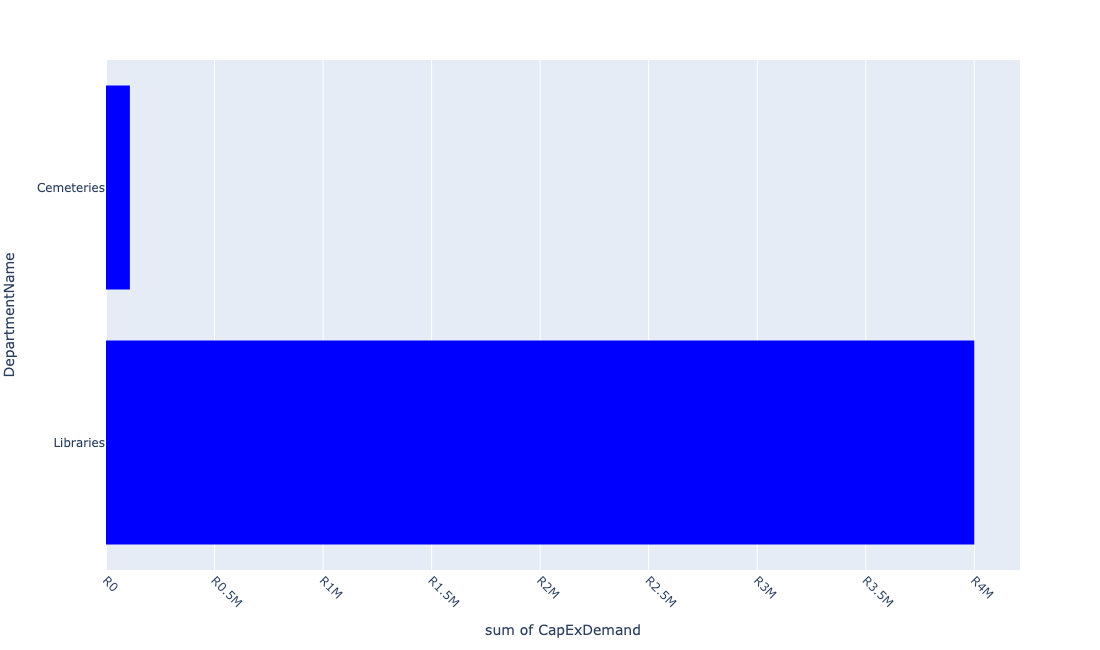 DepartmentName
Cemeteries
Libraries
R0
R0.5M
R1M
R1.5M
R2M
R2.5M
R3M
R3.5M
R4M
sum of CapExDemand